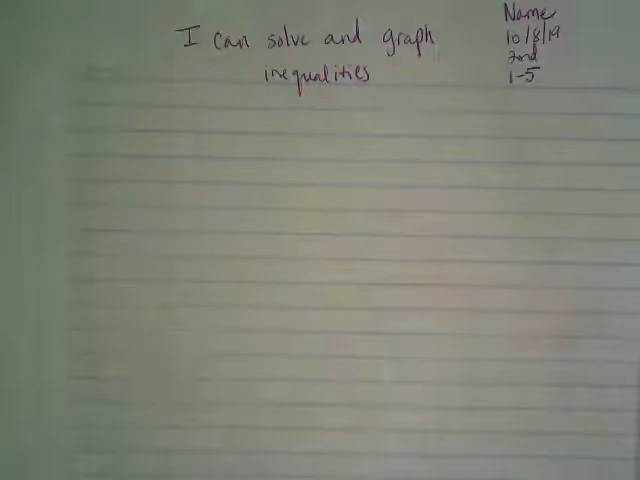 I can solve and graph
inequalities
Name
10/8/19
2nd
1-5